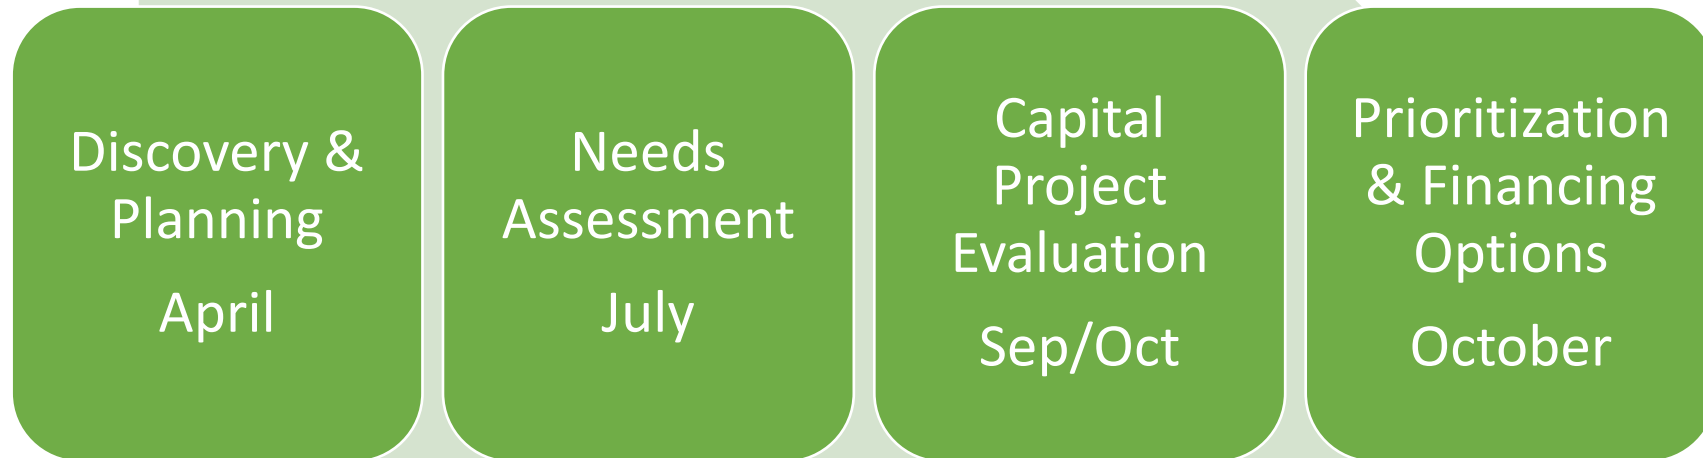 Discovery &
Planning
April
Needs
Assessment
July
Capital
Project
Evaluation
Sep/Oct
Prioritization
& Financing
Options
October